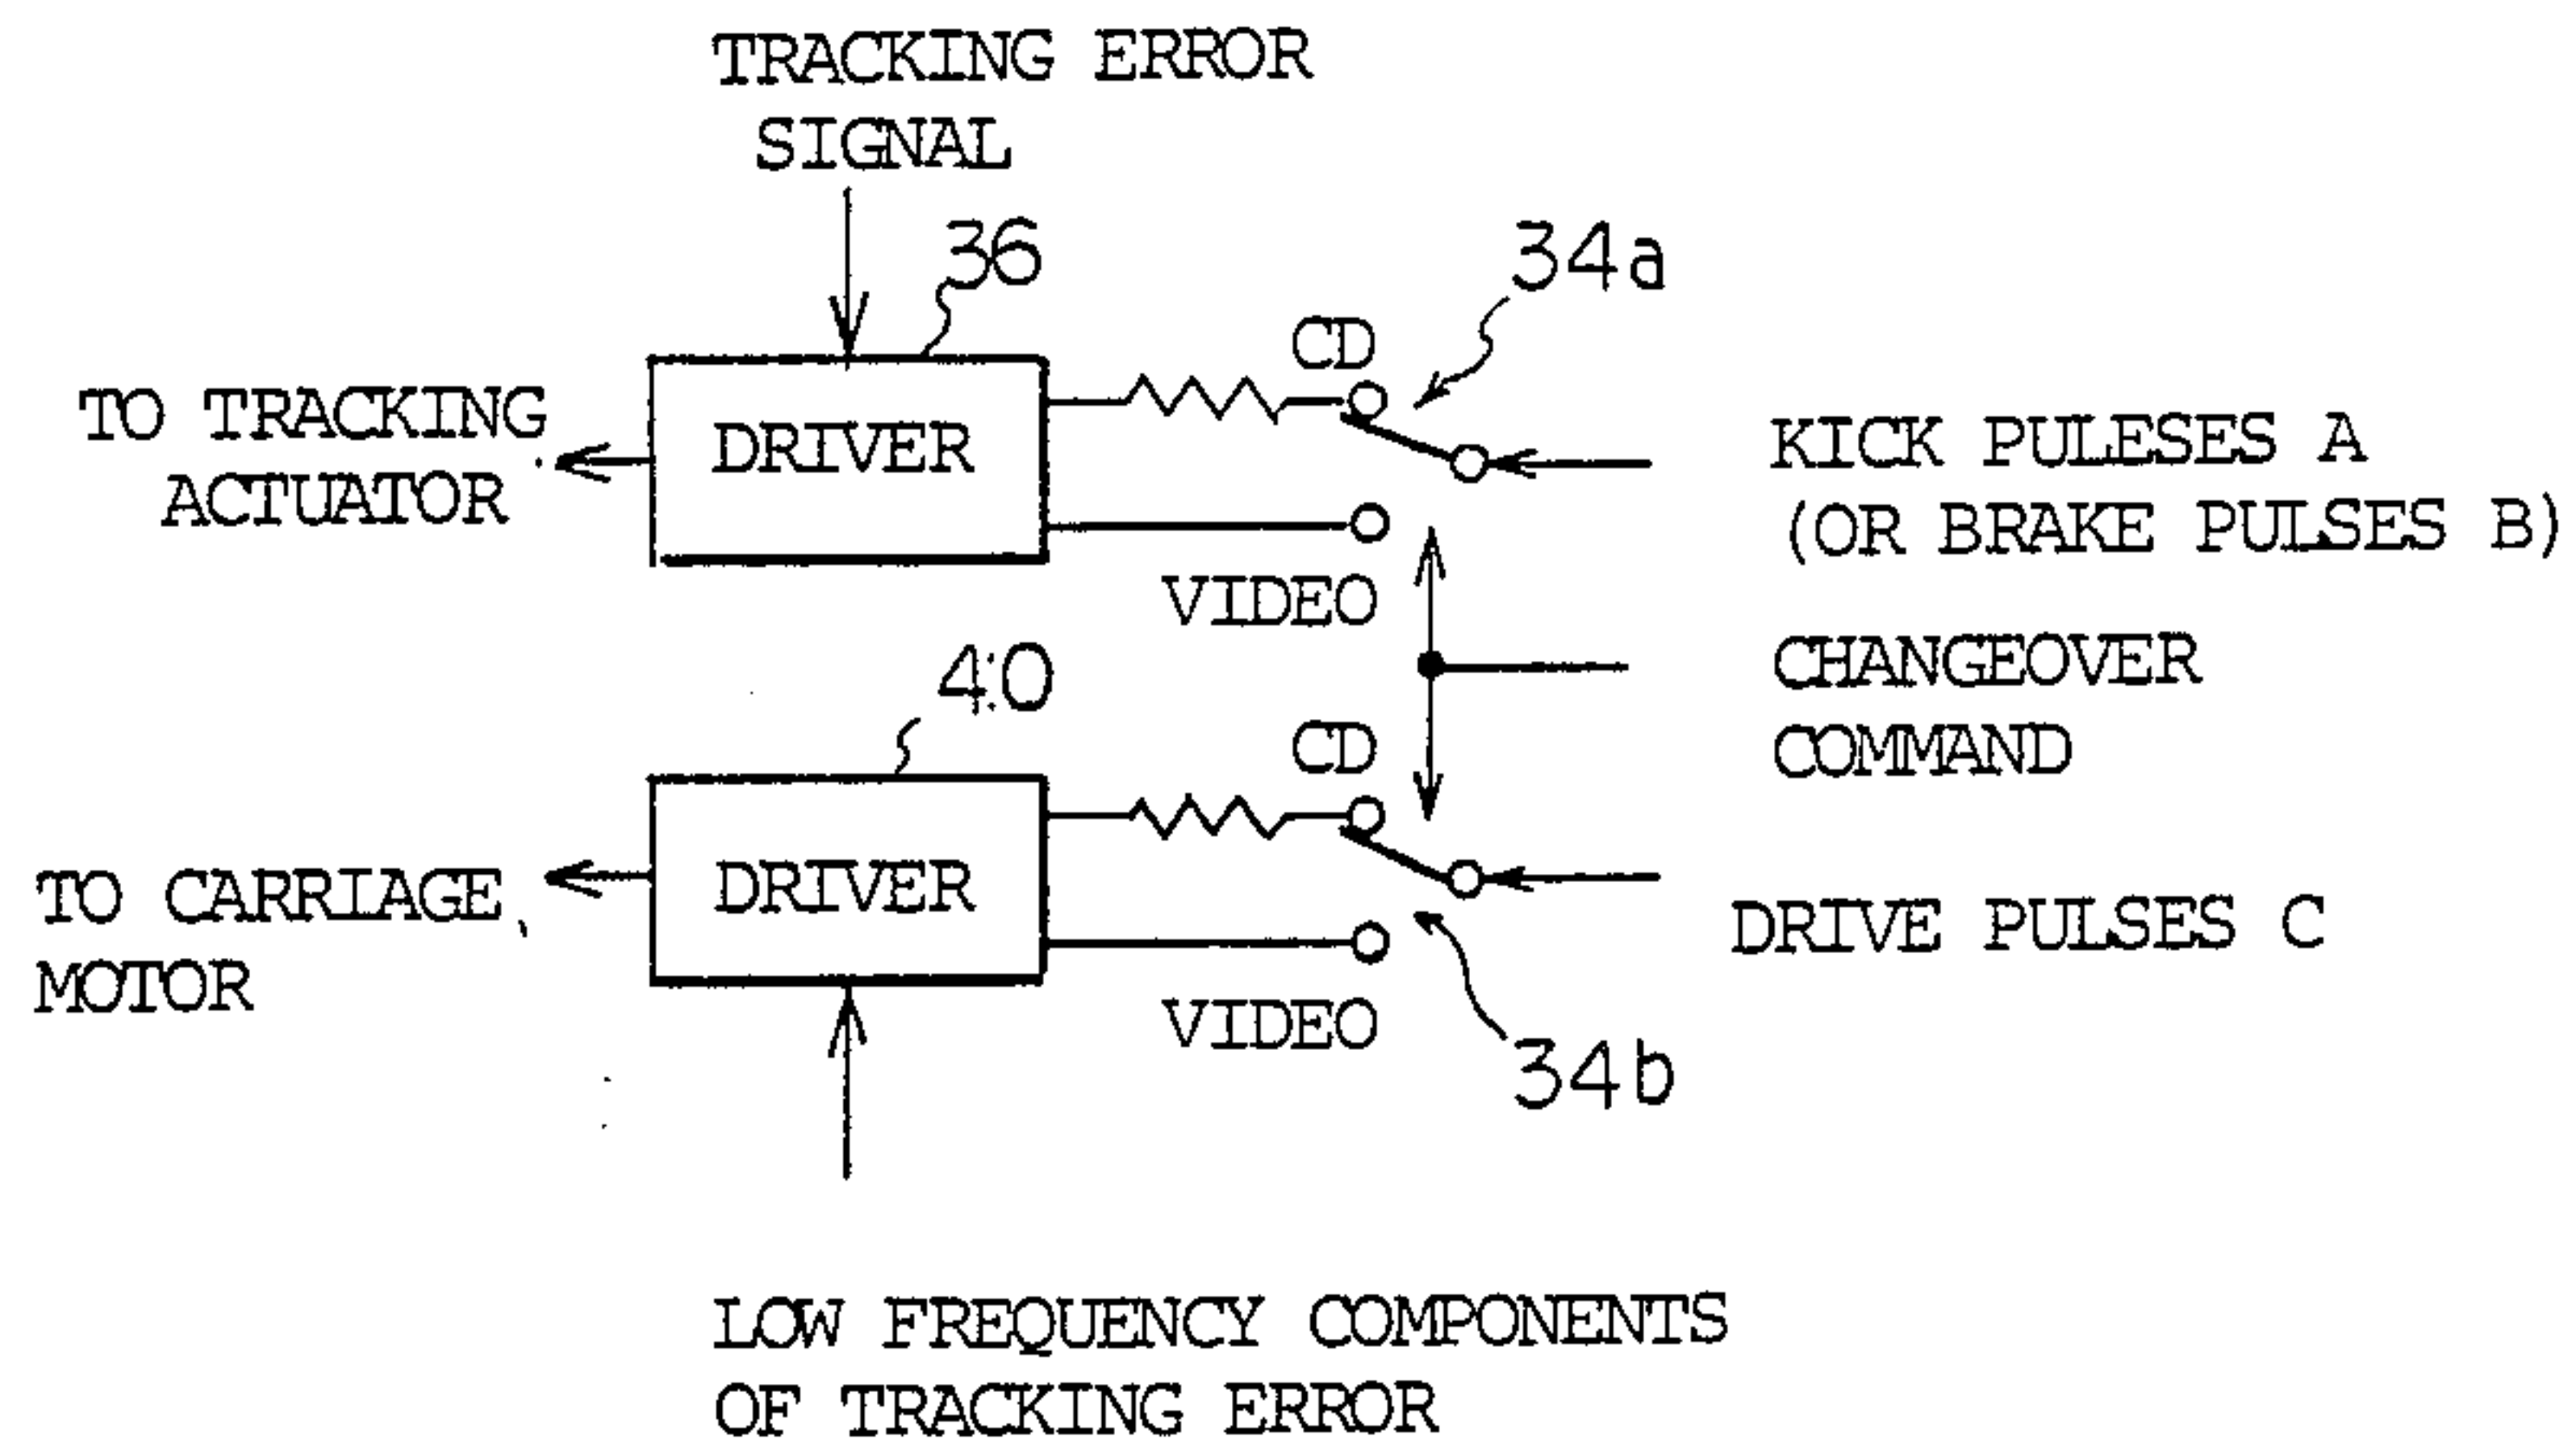 TRACKING ERROR
SIGNAL
36
34a
CD
TO TRACKING
ACTUATOR
DRIVER
KICK PULESES A
(OR BRAKE PULSES B)
VIDEO
CHANGEOVER
COMMAND
40
CD
TO CARRIAGE
MOTOR
DRIVER
DRIVE PULSES C
VIDEO
34b
LOW FREQUENCY COMPONENTS
OF TRACKING ERROR